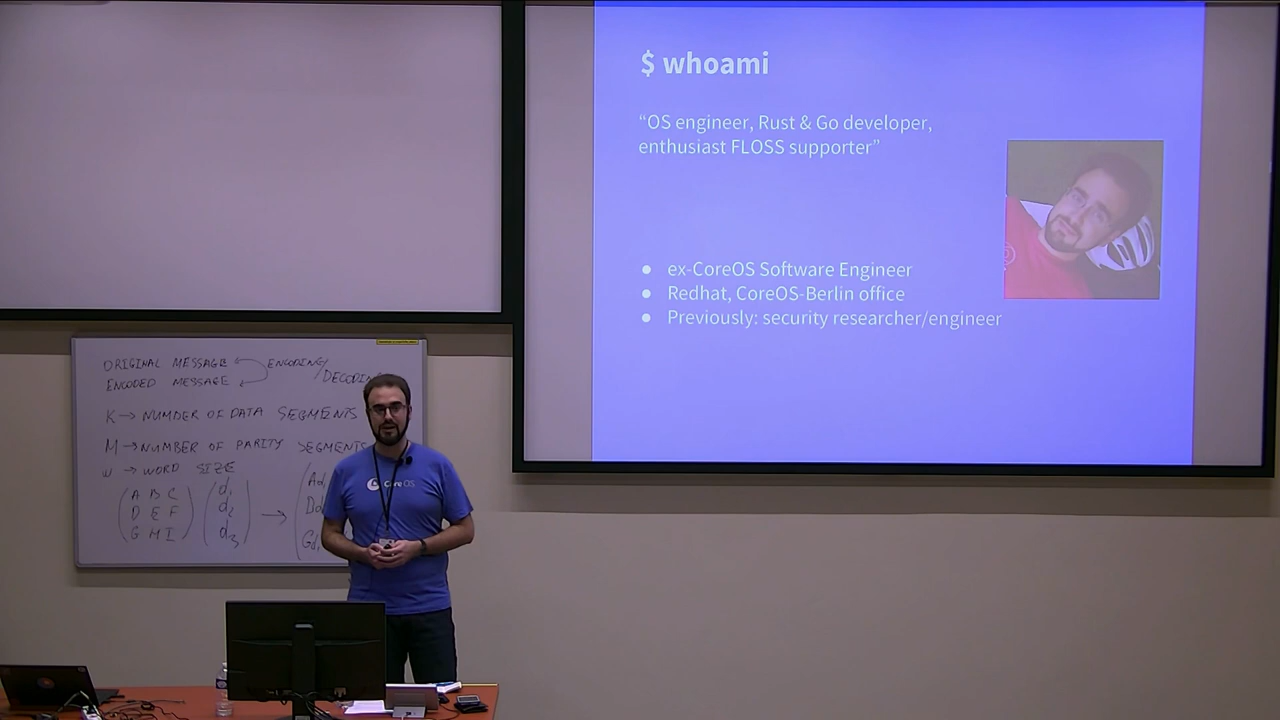 $ whoami
“OS engineer, Rust & Go developer,
enthusiast FLOSS supporter”
● ex-CoreOS Software Engineer
● Redhat, CoreOS-Berlin office
● Previously: security researcher/engineer
ORIGINAL MESSAGE
ENCODING/
ENCODED MESSAGE
K → NUMBER OF DATA SEGMENTS
M → NUMBER OF PARITY SEGMENTS
W → WORD SIZE
A B C d1
D E F d2 →
G H I d3
Core OS